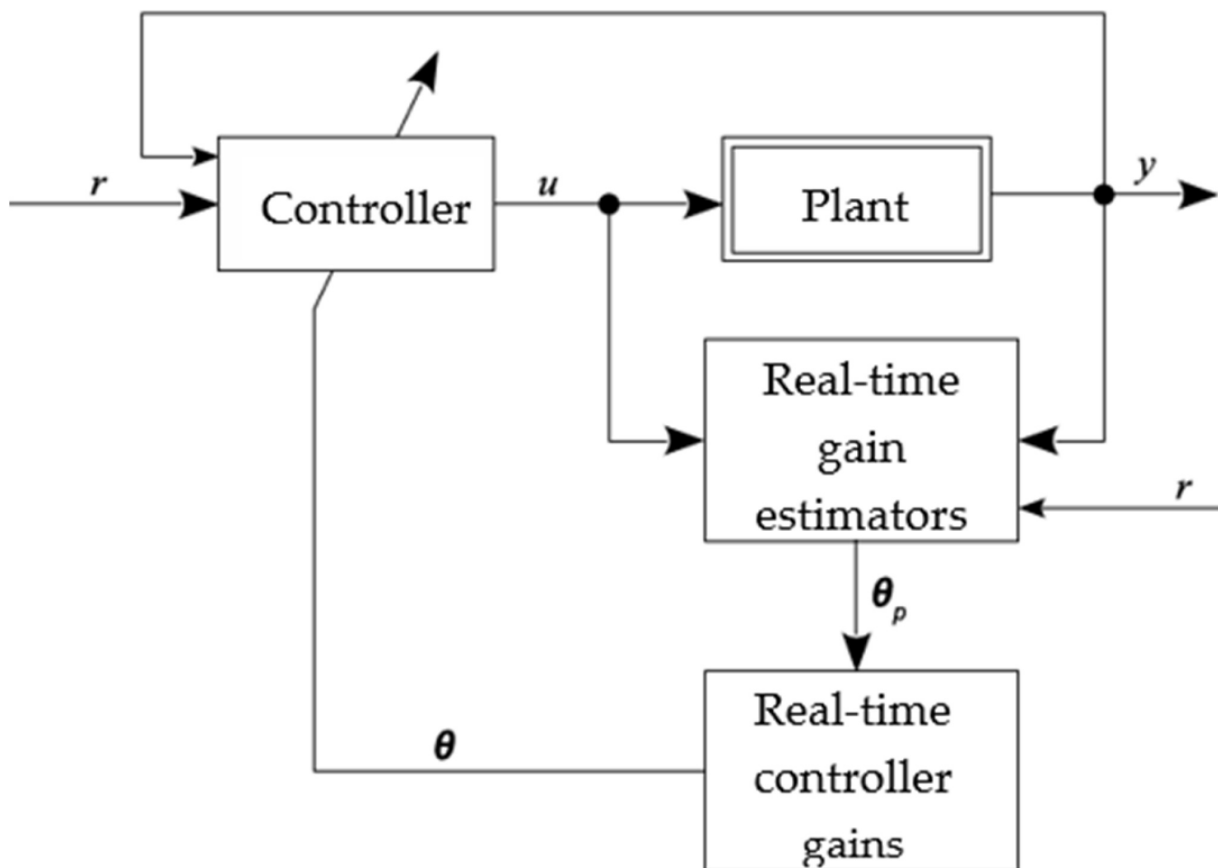 r
Controller
u
Plant
y
Real-time
gain
estimators
r
θp
Real-time
controller
gains
θ